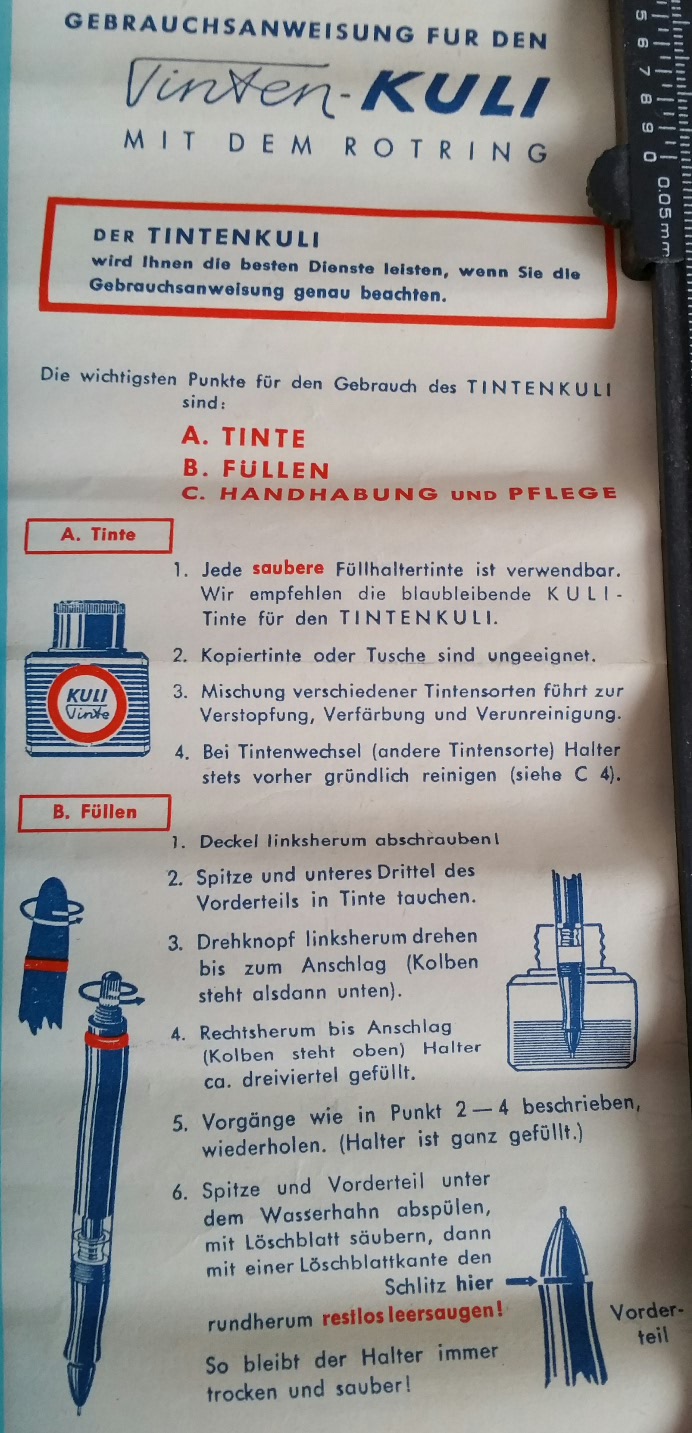 GEBRAUCHSANWEISUNG FÜR DEN
Tinten-KULI
MIT DEM ROTRING
DER TINTENKULI
wird Ihnen die besten Dienste leisten, wenn Sie die
Gebrauchsanweisung genau beachten.
Die wichtigsten Punkte für den Gebrauch des TINTENKULI
sind:
A. TINTE
B. FÜLLEN
C. HANDHABUNG UND PFLEGE
A. Tinte
1. Jede saubere Füllhaltertinte ist verwendbar.
Wir empfehlen die blaubleibende KULI-
Tinte für den TINTENKULI.
2. Kopiertinte oder Tusche sind ungeeignet.
3. Mischung verschiedener Tintensorten führt zur
Verstopfung, Verfärbung und Verunreinigung.
4. Bei Tintenwechsel (andere Tintensorte) Halter
stets vorher gründlich reinigen (siehe C 4).
KULI
Tinte
B. Füllen
1. Deckel linksherum abschrauben!
2. Spitze und unteres Drittel des
Vorderteils in Tinte tauchen.
3. Drehknopf linksherum drehen
bis zum Anschlag (Kolben
steht alsdann unten).
4. Rechtsherum bis Anschlag
(Kolben steht oben) Halter
ca. dreiviertel gefüllt.
5. Vorgänge wie in Punkt 2—4 beschrieben,
wiederholen. (Halter ist ganz gefüllt.)
6. Spitze und Vorderteil unter
dem Wasserhahn abspülen,
mit Löschblatt säubern, dann
mit einer Löschblattkante den
Schlitz hier
rundherum restlos leersaugen!
So bleibt der Halter immer
trocken und sauber!
Vorder-
teil
5 6 7 8 9 0
0.05mm